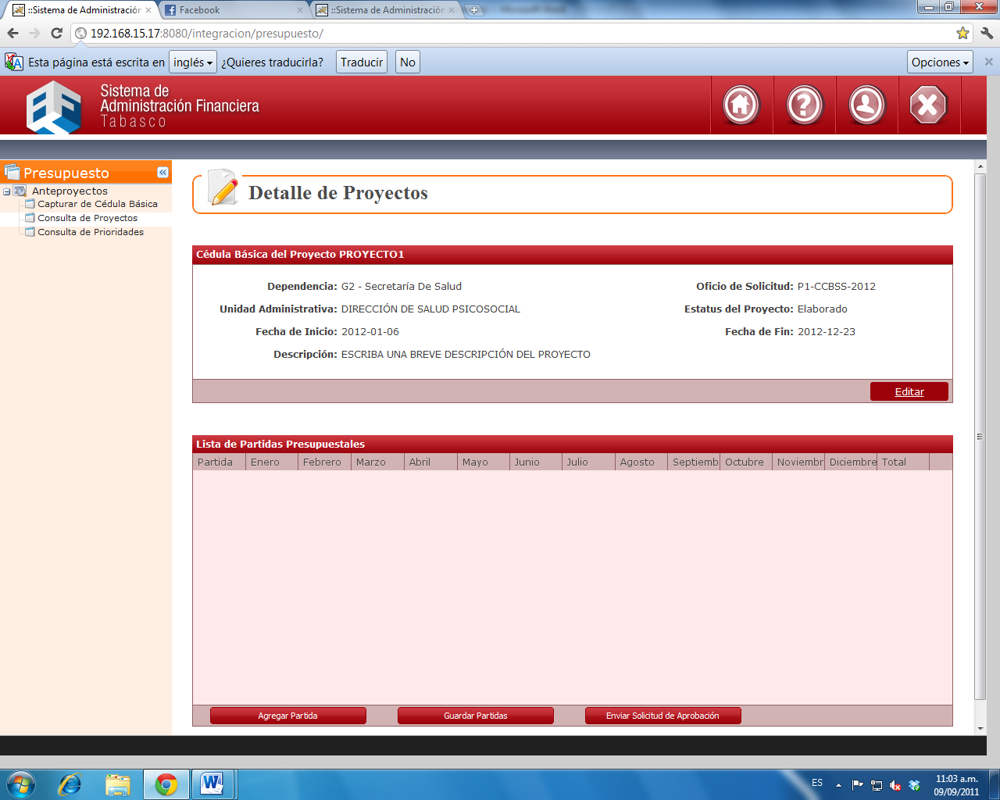 ::Sistema de Administración
Facebook
::Sistema de Administración
192.168.15.17:8080/integracion/presupuesto/
Esta página está escrita en inglés ¿Quieres traducirla? Traducir No Opciones
Sistema de
Administración Financiera
Tabasco
Presupuesto
Anteproyectos
Capturar de Cédula Básica
Consulta de Proyectos
Consulta de Prioridades
Detalle de Proyectos
Cédula Básica del Proyecto PROYECTO1
Dependencia: G2 - Secretaría De Salud Oficio de Solicitud: P1-CCBSS-2012
Unidad Administrativa: DIRECCIÓN DE SALUD PSICOSOCIAL Estatus del Proyecto: Elaborado
Fecha de Inicio: 2012-01-06 Fecha de Fin: 2012-12-23
Descripción: ESCRIBA UNA BREVE DESCRIPCIÓN DEL PROYECTO
Editar
Lista de Partidas Presupuestales
Partida Enero Febrero Marzo Abril Mayo Junio Julio Agosto Septiemb Octubre Noviembr Diciembre Total
Agregar Partida Guardar Partidas Enviar Solicitud de Aprobación
ES
11:03 a.m.
09/09/2011